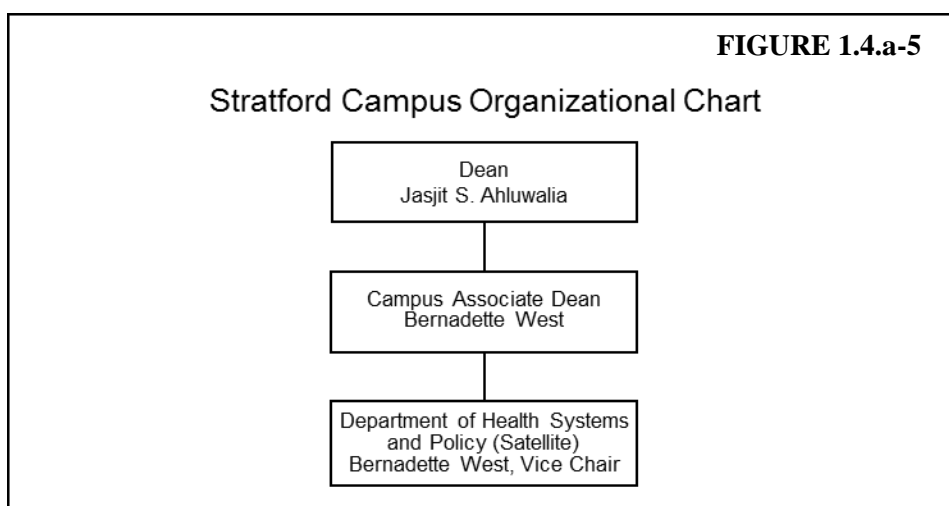 FIGURE 1.4.a-5
Stratford Campus Organizational Chart
Dean
Jasjit S. Ahluwalia
Campus Associate Dean
Bernadette West
Department of Health Systems
and Policy (Satellite)
Bernadette West, Vice Chair